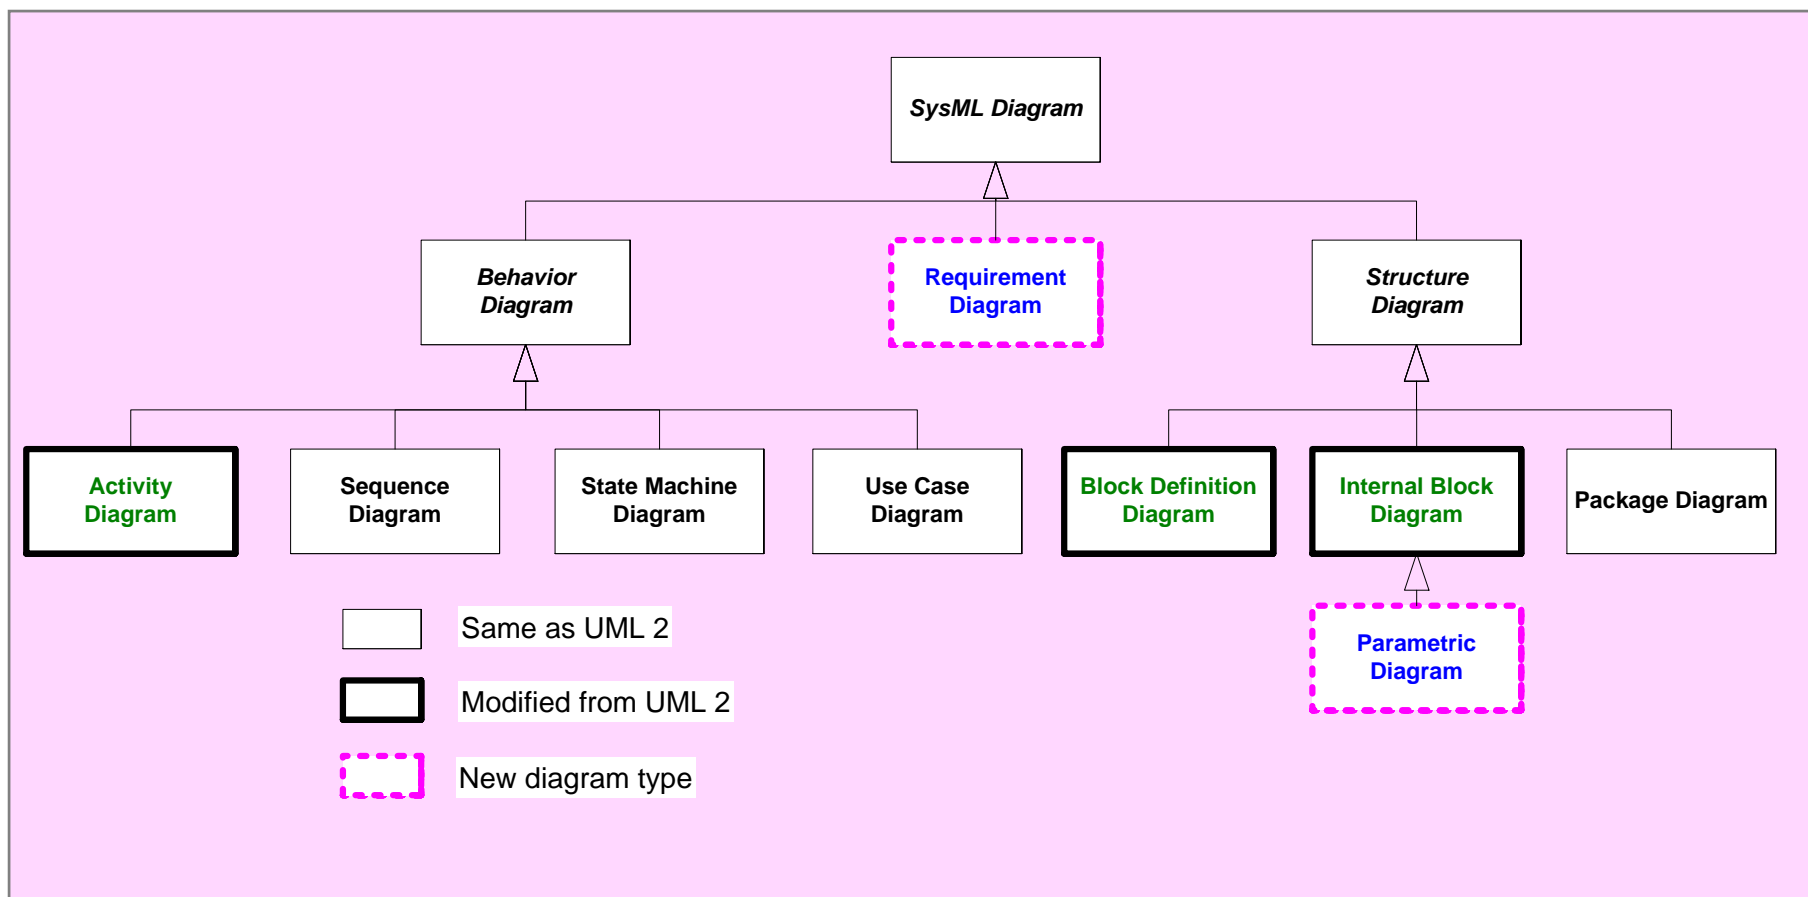 SysML Diagram
Behavior
Diagram
Requirement
Diagram
Structure
Diagram
Activity
Diagram
Sequence
Diagram
State Machine
Diagram
Use Case
Diagram
Block Definition
Diagram
Internal Block
Diagram
Package Diagram
Parametric
Diagram
Same as UML 2
Modified from UML 2
New diagram type